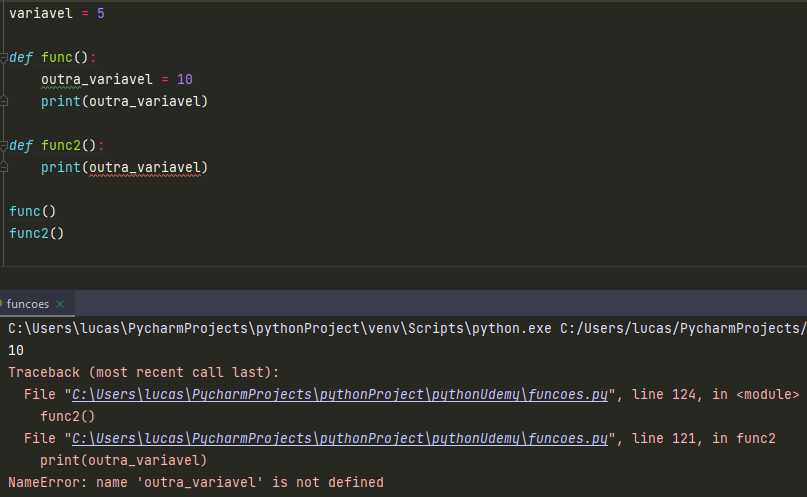 variavel = 5
def func():
outra_variavel = 10
print(outra_variavel)
def func2():
print(outra_variavel)
func()
func2()
funcoes ×
C:\Users\lucas\PycharmProjects\pythonProject\venv\Scripts\python.exe C:/Users/lucas/PycharmProjects/
10
Traceback (most recent call last):
File "C:\Users\lucas\PycharmProjects\pythonProject\pythonUdemy\funcoes.py", line 124, in <module>
func2()
File "C:\Users\lucas\PycharmProjects\pythonProject\pythonUdemy\funcoes.py", line 121, in func2
print(outra_variavel)
NameError: name 'outra_variavel' is not defined